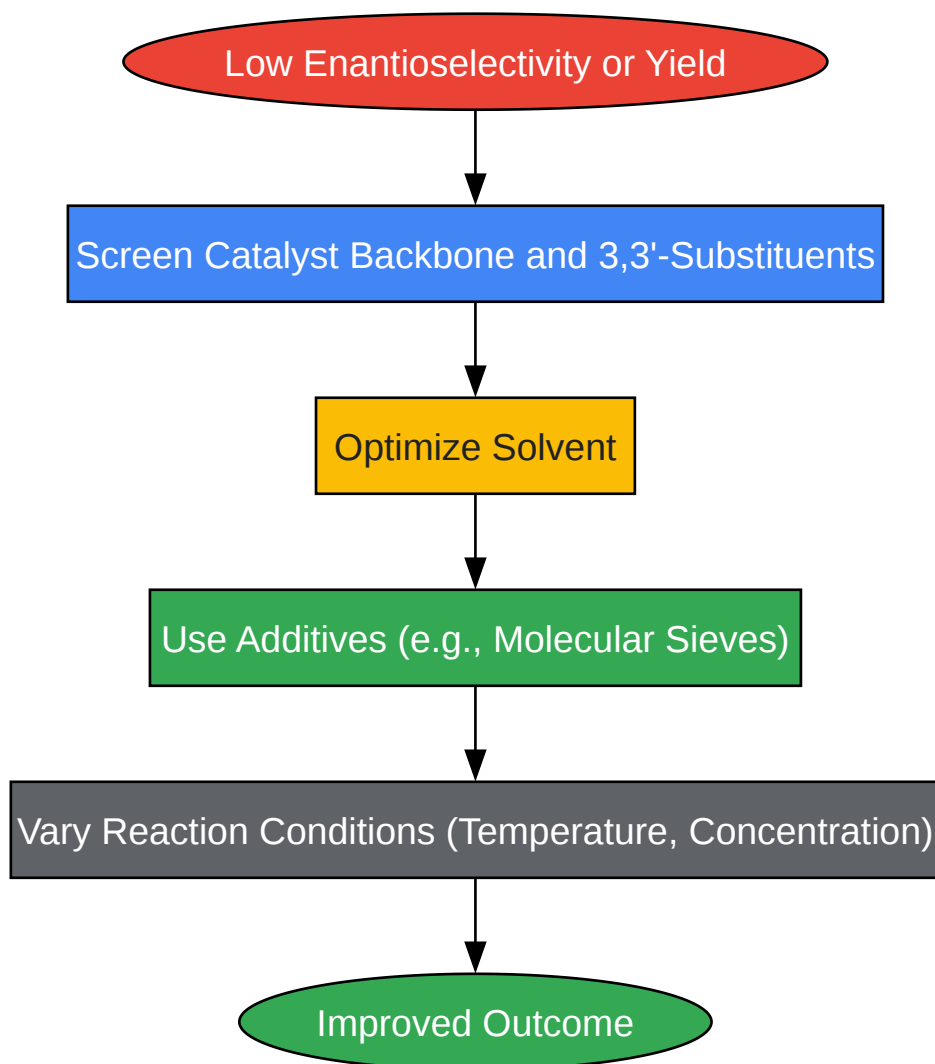 Low Enantioselectivity or Yield
Screen Catalyst Backbone and 3,3'-Substituents
Optimize Solvent
Use Additives (e.g., Molecular Sieves)
Vary Reaction Conditions (Temperature, Concentration)
Improved Outcome